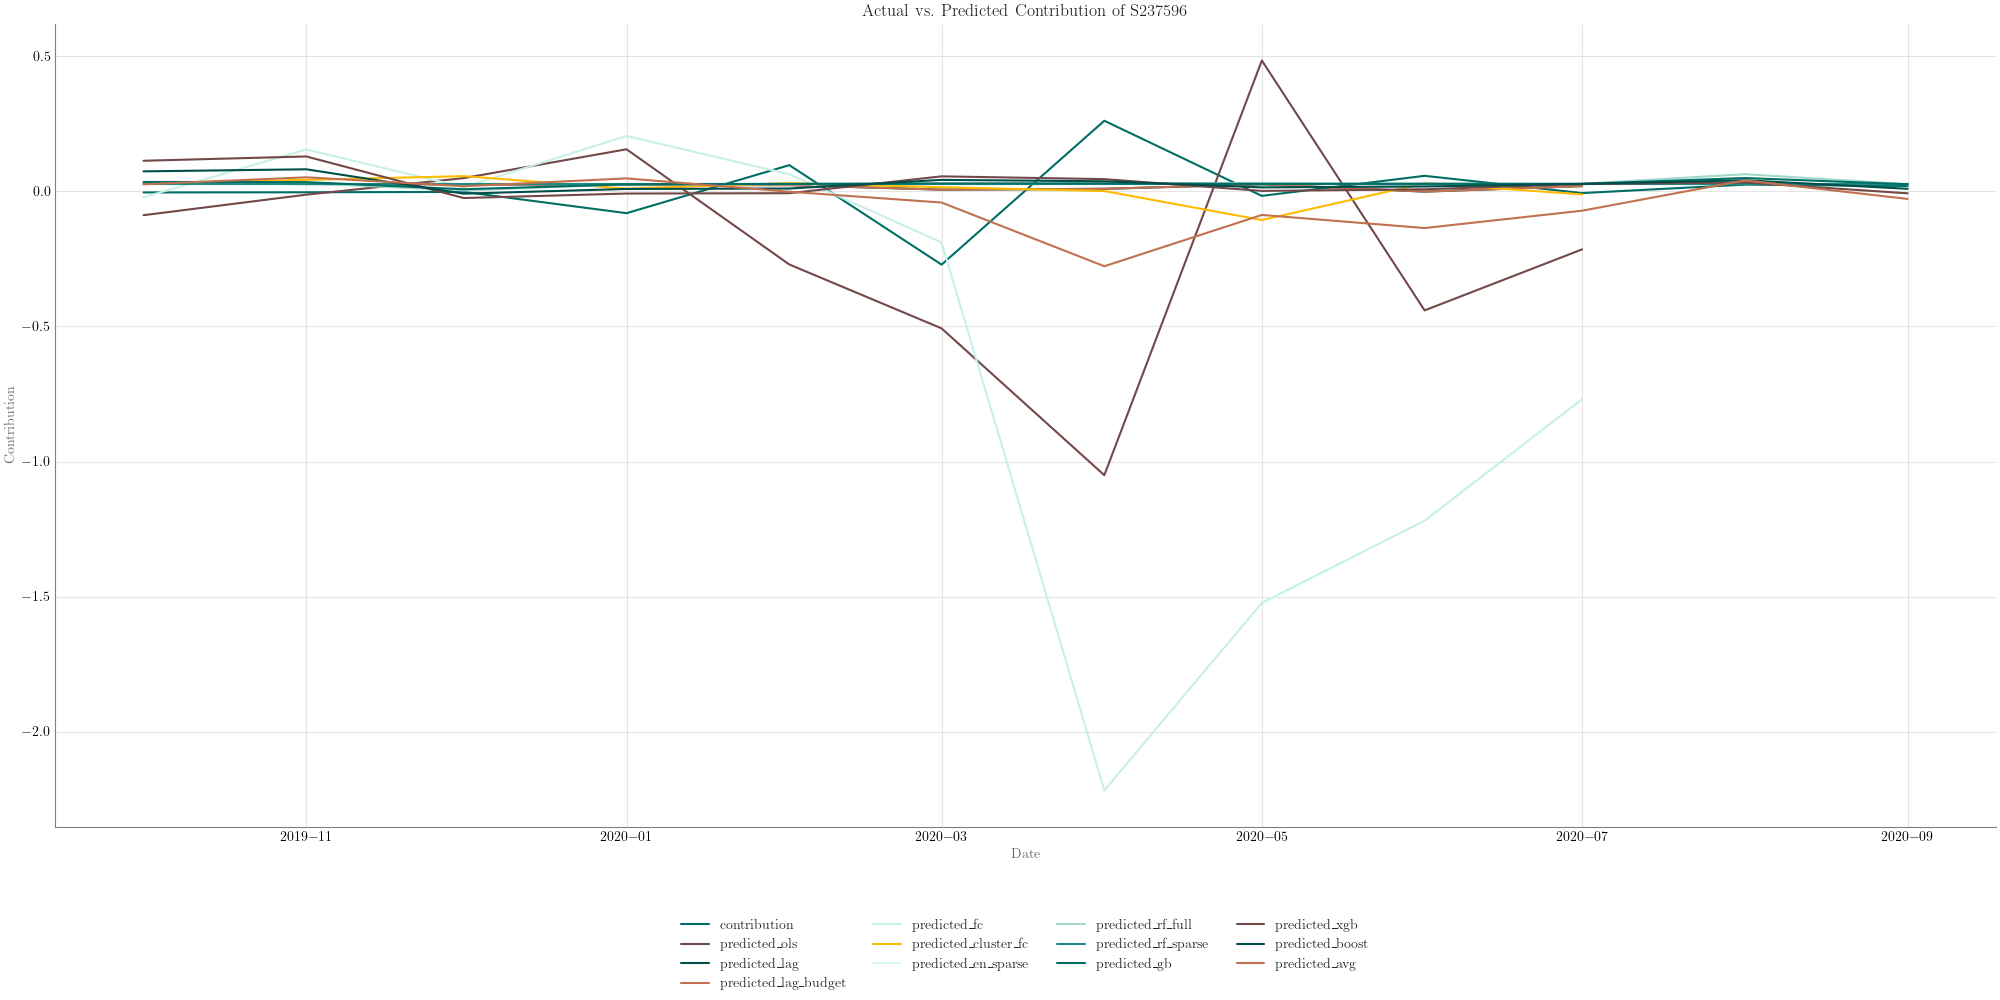 Actual vs. Predicted Contribution of S237596
0.5
0.0
−0.5
−1.0
−1.5
−2.0
Contribution
2019−11 2020−01 2020−03 2020−05 2020−07 2020−09
Date
contribution predicted_fc predicted_rf_full predicted_xgb
predicted_ols predicted_cluster_fc predicted_rf_sparse predicted_boost
predicted_lag predicted_en_sparse predicted_gb predicted_avg
predicted_lag_budget